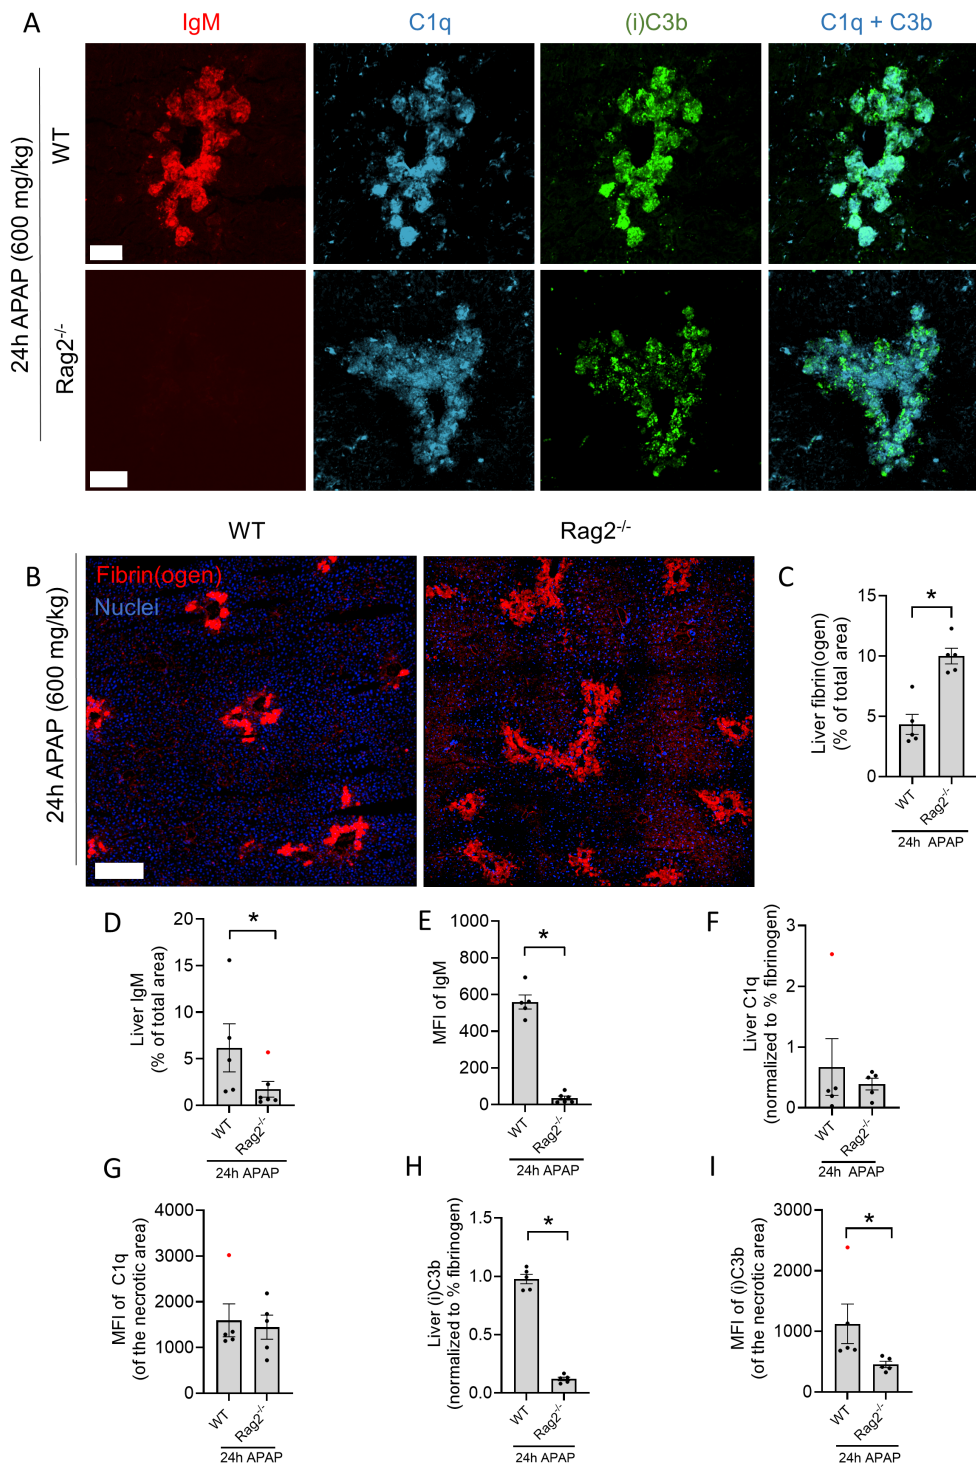 A
IgM
C1q
(i)C3b
C1q + C3b
24h APAP (600 mg/kg)
WT
Rag2-/-
WT
Rag2-/-
B
24h APAP (600 mg/kg)
Fibrin(ogen)
Nuclei
C
Liver fibrin(ogen)
(% of total area)
15
10
5
0
*
WT
Rag2-/-
24h APAP
D
Liver IgM
(% of total area)
20
15
10
5
0
*
WT
Rag2-/-
24h APAP
E
MFI of IgM
1000
800
600
400
200
0
*
WT
Rag2-/-
24h APAP
F
Liver C1q
(normalized to % fibrinogen)
3
2
1
0
WT
Rag2-/-
24h APAP
G
MFI of C1q
(of the necrotic area)
4000
3000
2000
1000
0
WT
Rag2-/-
24h APAP
H
Liver (i)C3b
(normalized to % fibrinogen)
1.5
1.0
0.5
0.0
*
WT
Rag2-/-
24h APAP
I
MFI of (i)C3b
(of the necrotic area)
3000
2000
1000
0
*
WT
Rag2-/-
24h APAP